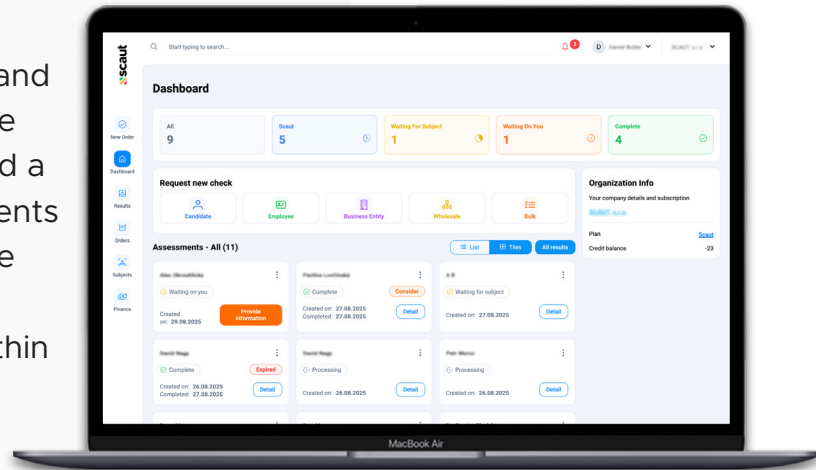 and
e
d a
ents
e
thin
scaut
Start typing to search...
3
D
New Order
Dashboard
Results
Orders
Subjects
Finance
Dashboard
All
9
Scaut
5
Waiting For Subject
1
Waiting On You
1
Complete
4
Request new check
Candidate
Employee
Business Entity
Wholesale
Bulk
Organization Info
Your company details and subscription
Plan Scaut
Credit balance -23
Assessments - All (11)
List
Tiles
All results
Waiting on you
Created
on: 29.08.2025
Provide
Information
Complete
Consider
Created on: 27.08.2025
Completed: 27.08.2025
Detail
Waiting for subject
Created on: 27.08.2025
Detail
Complete
Expired
Created on: 26.08.2025
Completed: 27.08.2025
Detail
Processing
Created on: 26.08.2025
Detail
Processing
Created on: 26.08.2025
Detail
MacBook Air